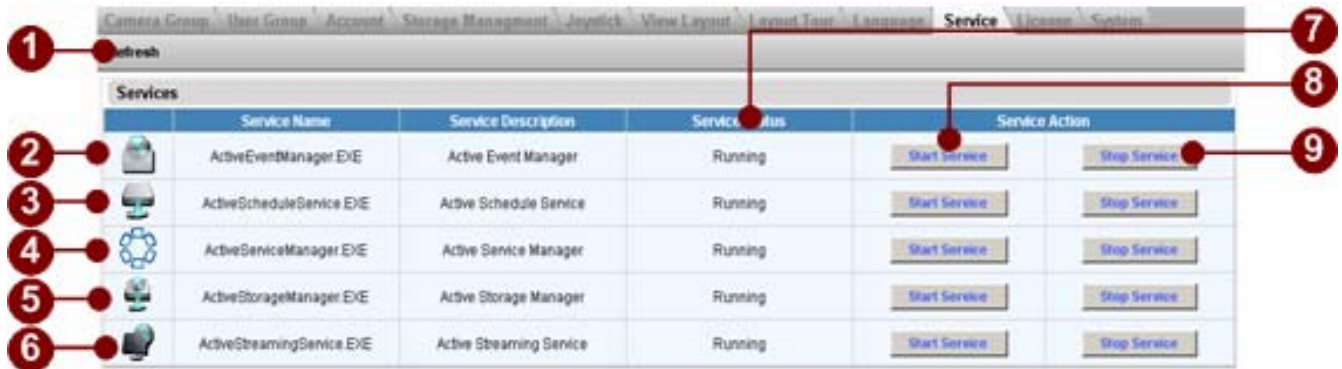 Camera Group User Group Account Storage Managment Joystick View Layout Layout Tour Language Service License System
1 Refresh 7
8
Services
Service Name Service Description Service Status Service Action
2 ActiveEventManager.EXE Active Event Manager Running Start Service Stop Service 9
3 ActiveScheduleService.EXE Active Schedule Service Running Start Service Stop Service
4 ActiveServiceManager.EXE Active Service Manager Running Start Service Stop Service
5 ActiveStorageManager.EXE Active Storage Manager Running Start Service Stop Service
6 ActiveStreamingService.EXE Active Streaming Service Running Start Service Stop Service